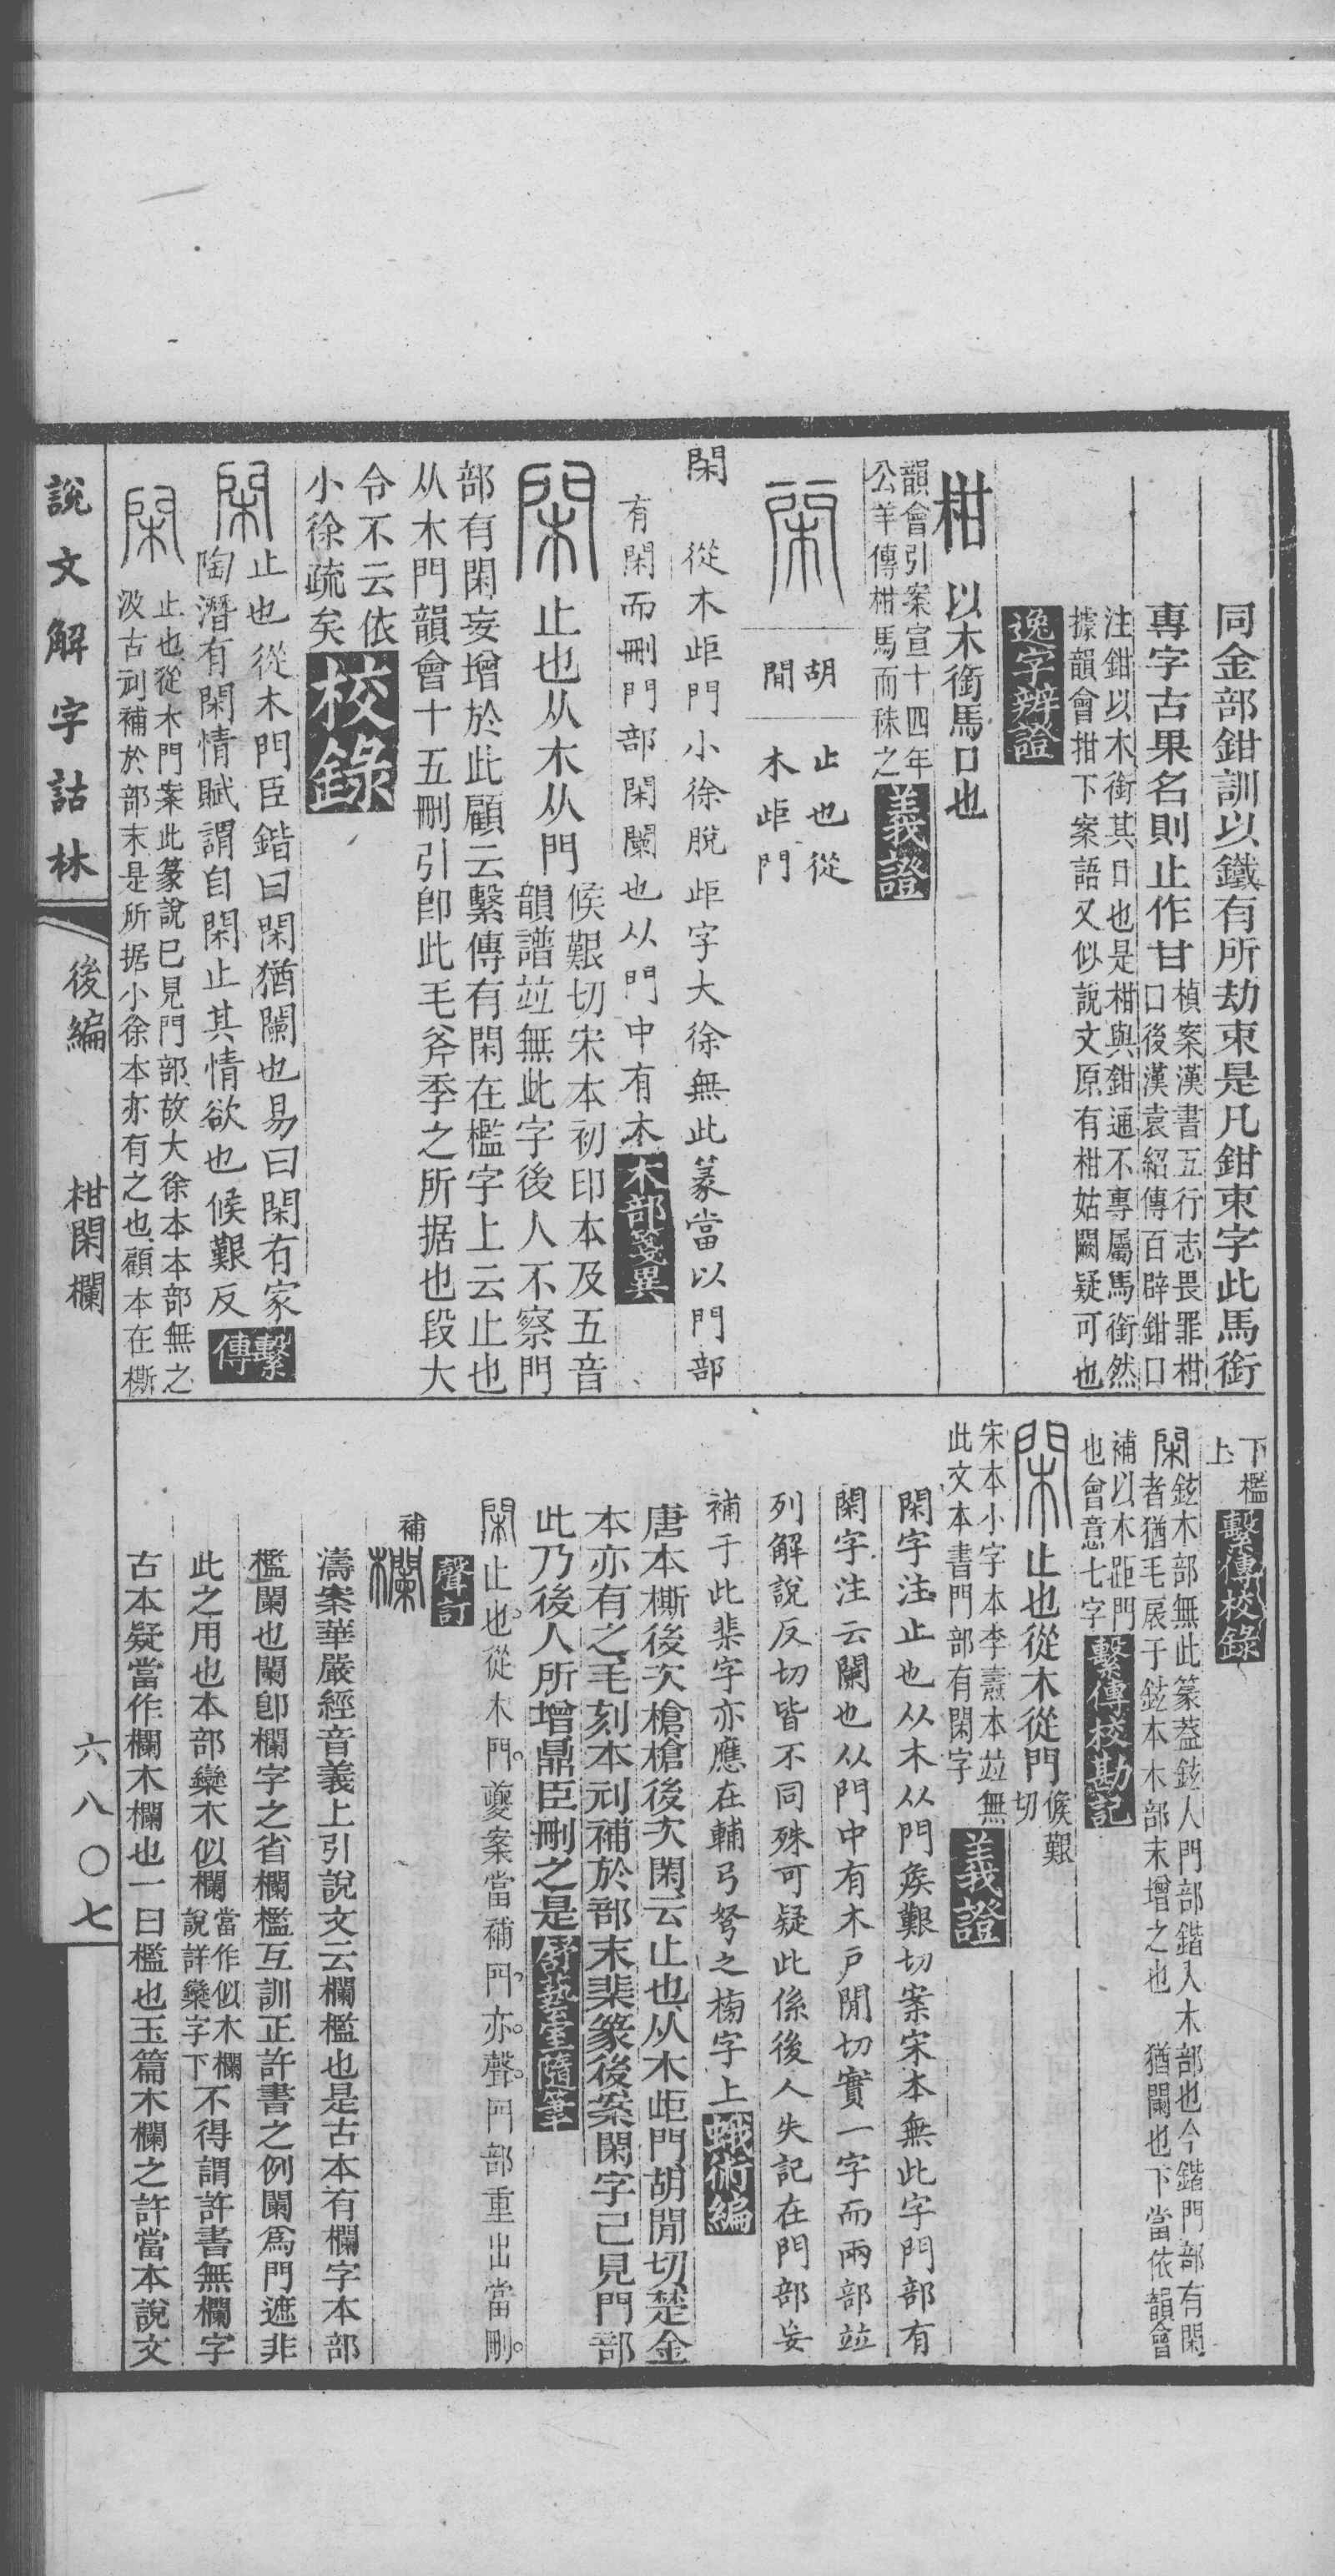 同金部鉗訓以鐵有所劫束是凡鉗束字此馬銜
專字古果名則止作甘
楨案漢書五行志畏罪柑
口後漢袁紹傳百辟鉗口
注鉗以木銜其口也是柑與鉗通不專屬馬銜然
據韻會拑下案語又似說文原有柑姑闕疑可也
逸字辨證
柑 以木銜馬口也
韻會引案宣十四年
公羊傳柑馬而秣之
義證
閑
胡
閒
止也從
木歫門
閑 從木歫門小徐脫歫字大徐無此篆當以門部
有閑而刪門部閑闌也从門中有木
木部箋異
閑 止也从木从門
候艱切宋本初印本及五音
韻譜竝無此字後人不察門
部有閑妄增於此顧云繫傳有閑在檻字上云止也
从木門韻會十五刪引卽此毛斧季之所据也段大
令不云依
小徐疏矣
校錄
閑 止也從木門臣鍇曰閑猶闌也易曰閑有家
陶潛有閑情賦謂自閑止其情欲也候艱反
繫傳
閑 止也從木門案此篆說已見門部故大徐本本部無之
汲古刓補於部末是所据小徐本亦有之也顧本在㯕
下檻
上
繫傳校錄
閑 鉉木部無此篆葢鉉人門部鍇入木部也今鍇門部有閑
者猶毛扆于鉉本木部末增之也 猶闌也下當依韻會
補以木距門
也會意七字
繫傳校勘記
閑 止也從木從門
候艱
切
宋本小字本李燾本竝無
此文本書門部有閑字
義證
閑字注止也从木从門侯艱切案宋本無此字門部有
閑字注云闌也从門中有木戶閒切實一字而兩部竝
列解說反切皆不同殊可疑此係後人失記在門部妄
補于此棐字亦應在輔弓弩之㮄字上
蛾術編
唐本㯕後次槍槍後次閑云止也从木歫門胡閒切楚金
本亦有之毛刻本刓補於部末棐篆後案閑字已見門部
此乃後人所增鼎臣刪之是
舒藝室隨筆
閑 止也從木門夔案當補門亦聲門部重出當刪
聲訂
補 欄
濤案華嚴經音義上引說文云欄檻也是古本有欄字本部
檻闌也闌卽欄字之省欄檻互訓正許書之例闌爲門遮非
此之用也本部欒木似欄
當作似木欄
說詳欒字下
不得謂許書無欄字
古本疑當作欄木欄也一曰檻也玉篇木欄之許當本說文
說文解字詁林
後編
柑閑欄
六八〇七